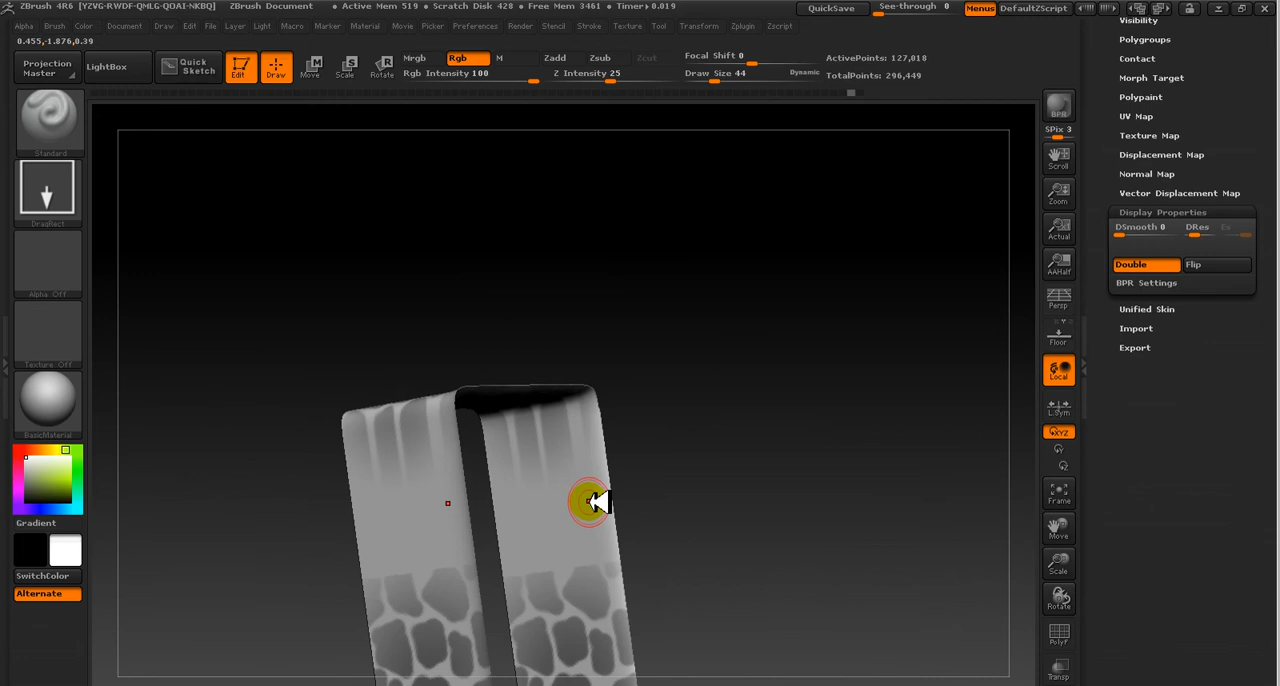 ZBrush 4R6 [YZVG-RWDF-QMLG-QOAI-NKBQ] ZBrush Document • Active Mem 519 • Scratch Disk 428 • Free Mem 3461 • Timer▸0.019 QuickSave See-through 0 Menus DefaultZScript
Alpha Brush Color Document Draw Edit File Layer Light Macro Marker Material Movie Picker Preferences Render Stencil Stroke Texture Tool Transform Zplugin Zscript
0.455,-1.876,0.39
Projection Master
LightBox
Quick Sketch
Edit
Draw
Move
Scale
Rotate
Mrgb Rgb M Zadd Zsub Zcut
Rgb Intensity 100 Z Intensity 25
Focal Shift 0
Draw Size 44 Dynamic
ActivePoints: 127,018
TotalPoints: 296,449
Standard
DragRect
Alpha Off
Texture Off
BasicMaterial
Gradient
SwitchColor
Alternate
BPR
SPix 3
Scroll
Zoom
Actual
AAHalf
Persp
Floor
Local
L.Sym
XYZ
Y
Z
Frame
Move
Scale
Rotate
PolyF
Transp
Visibility
Polygroups
Contact
Morph Target
Polypaint
UV Map
Texture Map
Displacement Map
Normal Map
Vector Displacement Map
Display Properties
DSmooth 0 DRes
Double Flip
BPR Settings
Unified Skin
Import
Export